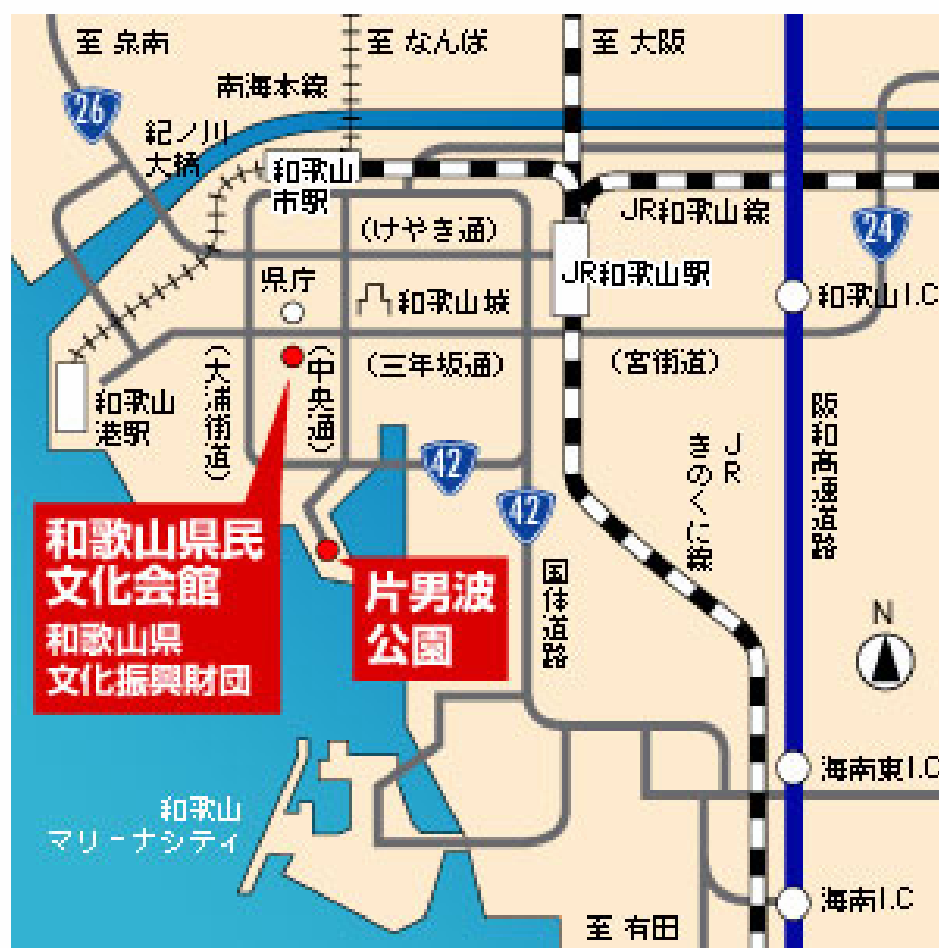 至 泉南
至 なんば
至 大阪
南海本線
26
紀ノ川
大橋
和歌山
市駅
JR和歌山線
(けやき通)
24
県庁
和歌山城
JR和歌山駅
和歌山I.C
(三年坂通)
(宮街道)
(大浦街道)
(中央通)
和歌山
港駅
阪和高速道路
JR
きのくに線
42
42
和歌山県民
文化会館
和歌山県
文化振興財団
片男波
公園
国体道路
N
海南東I.C
和歌山
マリーナシティ
海南I.C
至 有田